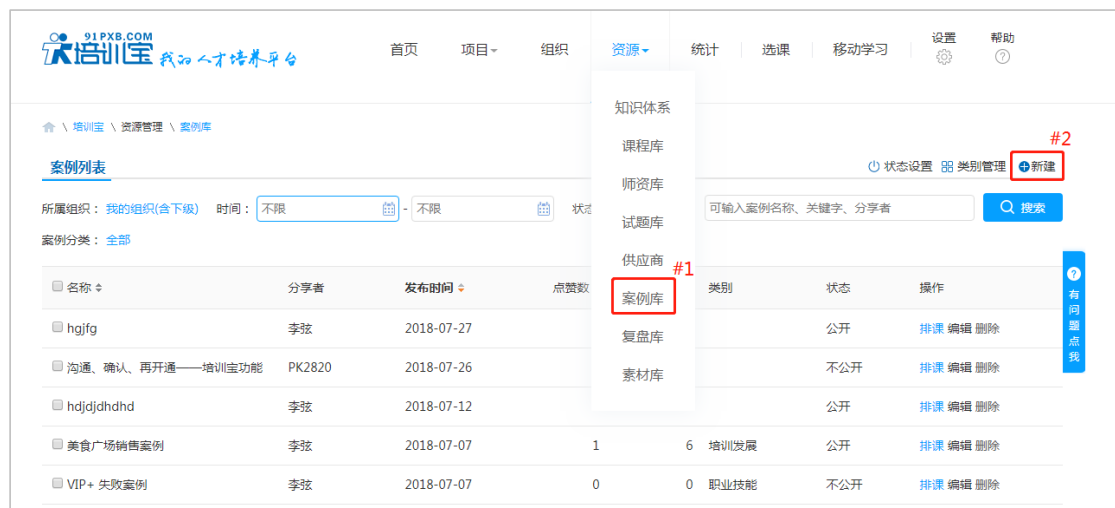 91PXB.COM
培训宝 我的人才培养平台
首页 项目 组织 资源 统计 选课 移动学习 设置 帮助
知识体系
课程库
师资库
试题库
供应商
#1
案例库
复盘库
素材库
\ 培训宝 \ 资源管理 \ 案例库
#2
案例列表 状态设置 类别管理 新建
所属组织： 我的组织(含下级) 时间： 不限 - 不限 状态 可输入案例名称、关键字、分享者 搜索
案例分类： 全部
名称 分享者 发布时间 点赞数 类别 状态 操作
hgjfg 李弦 2018-07-27 公开 排课 编辑 删除
沟通、确认、再开通——培训宝功能 PK2820 2018-07-26 不公开 排课 编辑 删除
hdjdjdhdhd 李弦 2018-07-12 公开 排课 编辑 删除
美食广场销售案例 李弦 2018-07-07 1 6 培训发展 公开 排课 编辑 删除
VIP+ 失败案例 李弦 2018-07-07 0 0 职业技能 不公开 排课 编辑 删除
?
有
问
题
点
我